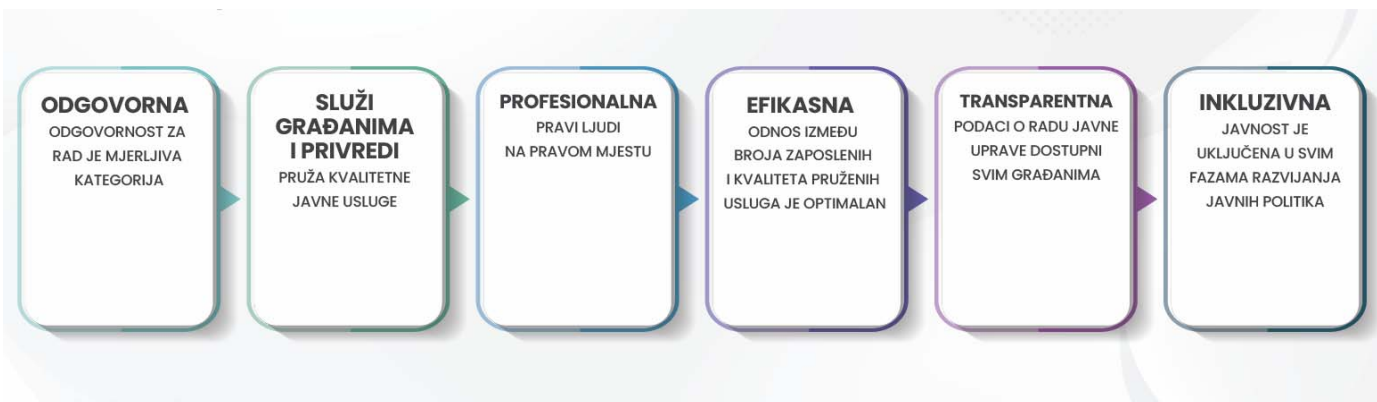 ODGOVORNA
ODGOVORNOST ZA
RAD JE MJERLJIVA
KATEGORIJA
SLUŽI
GRAĐANIMA
I PRIVREDI
PRUŽA KVALITETNE
JAVNE USLUGE
PROFESIONALNA
PRAVI LJUDI
NA PRAVOM MJESTU
EFIKASNA
ODNOS IZMEĐU
BROJA ZAPOSLENIH
I KVALITETA PRUŽENIH
USLUGA JE OPTIMALAN
TRANSPARENTNA
PODACI O RADU JAVNE
UPRAVE DOSTUPNI
SVIM GRAĐANIMA
INKLUZIVNA
JAVNOST JE
UKLJUČENA U SVIM
FAZAMA RAZVIJANJA
JAVNIH POLITIKA